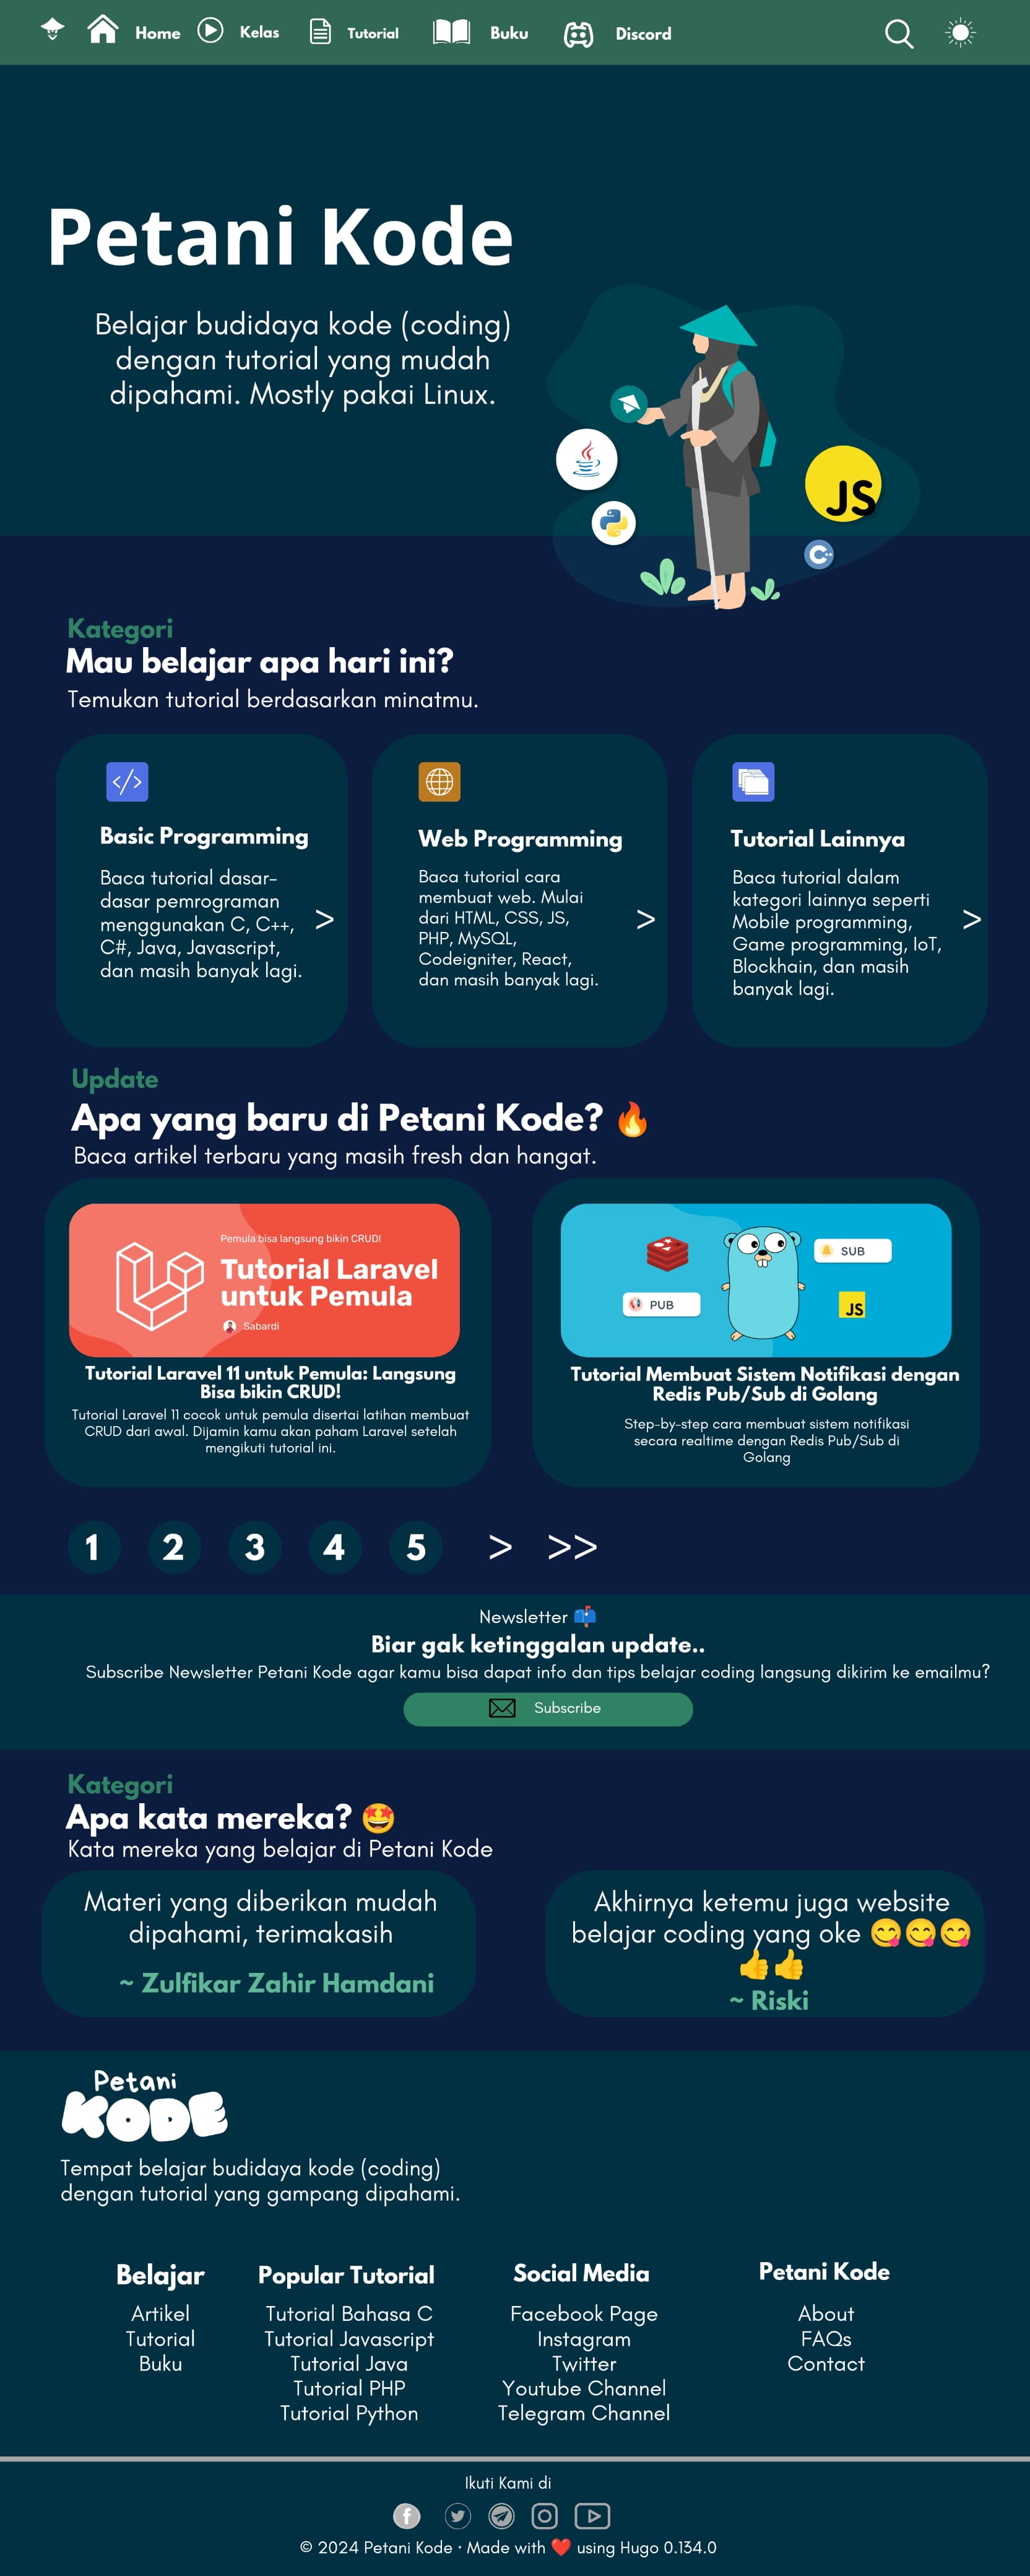 Home Kelas Tutorial Buku Discord
Petani Kode
Belajar budidaya kode (coding)
dengan tutorial yang mudah
dipahami. Mostly pakai Linux.
JS
C++
Kategori
Mau belajar apa hari ini?
Temukan tutorial berdasarkan minatmu.
</>
Basic Programming
Baca tutorial dasar-
dasar pemrograman
menggunakan C, C++,
C#, Java, Javascript,
dan masih banyak lagi.
>
Web Programming
Baca tutorial cara
membuat web. Mulai
dari HTML, CSS, JS,
PHP, MySQL,
Codeigniter, React,
dan masih banyak lagi.
>
Tutorial Lainnya
Baca tutorial dalam
kategori lainnya seperti
Mobile programming,
Game programming, IoT,
Blockhain, dan masih
banyak lagi.
>
Update
Apa yang baru di Petani Kode? 🔥
Baca artikel terbaru yang masih fresh dan hangat.
Pemula bisa langsung bikin CRUD!
Tutorial Laravel
untuk Pemula
Sabardi
Tutorial Laravel 11 untuk Pemula: Langsung
Bisa bikin CRUD!
Tutorial Laravel 11 cocok untuk pemula disertai latihan membuat
CRUD dari awal. Dijamin kamu akan paham Laravel setelah
mengikuti tutorial ini.
SUB
PUB
JS
Tutorial Membuat Sistem Notifikasi dengan
Redis Pub/Sub di Golang
Step-by-step cara membuat sistem notifikasi
secara realtime dengan Redis Pub/Sub di
Golang
1 2 3 4 5 > >>
Newsletter 📫
Biar gak ketinggalan update..
Subscribe Newsletter Petani Kode agar kamu bisa dapat info dan tips belajar coding langsung dikirim ke emailmu?
Subscribe
Kategori
Apa kata mereka? 🤩
Kata mereka yang belajar di Petani Kode
Materi yang diberikan mudah
dipahami, terimakasih
~ Zulfikar Zahir Hamdani
Akhirnya ketemu juga website
belajar coding yang oke 😋😋😋
👍👍
~ Riski
Petani
KODE
Tempat belajar budidaya kode (coding)
dengan tutorial yang gampang dipahami.
Belajar
Artikel
Tutorial
Buku
Popular Tutorial
Tutorial Bahasa C
Tutorial Javascript
Tutorial Java
Tutorial PHP
Tutorial Python
Social Media
Facebook Page
Instagram
Twitter
Youtube Channel
Telegram Channel
Petani Kode
About
FAQs
Contact
Ikuti Kami di
© 2024 Petani Kode · Made with ❤️ using Hugo 0.134.0